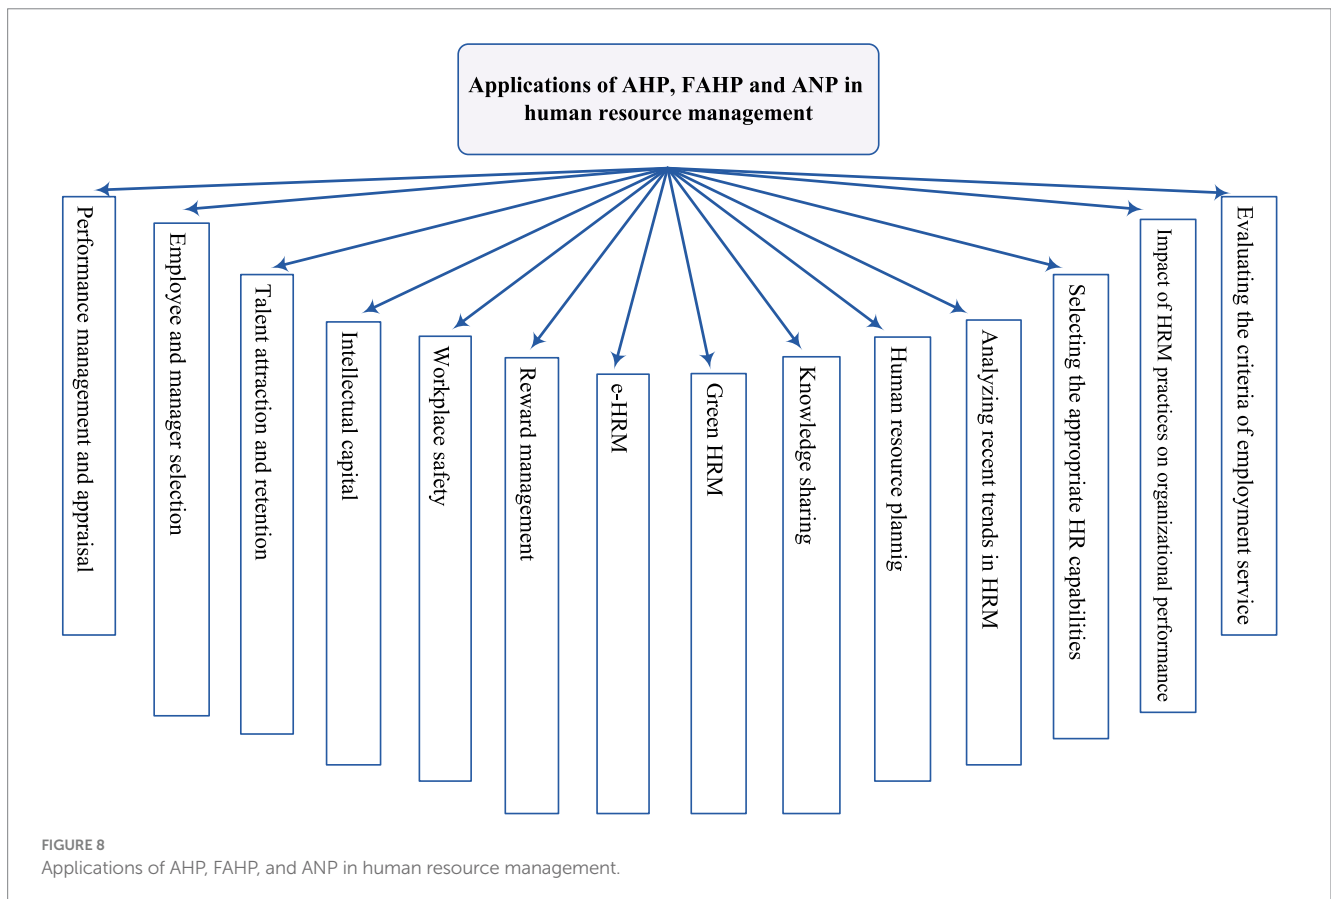 Applications of AHP, FAHP and ANP in
human resource management
Performance management and appraisal
Employee and manager selection
Talent attraction and retention
Intellectual capital
Workplace safety
Reward management
e-HRM
Green HRM
Knowledge sharing
Human resource plannig
Analyzing recent trends in HRM
Selecting the appropriate HR capabilities
Impact of HRM practices on organizational performance
Evaluating the criteria of employment service
FIGURE 8
Applications of AHP, FAHP, and ANP in human resource management.